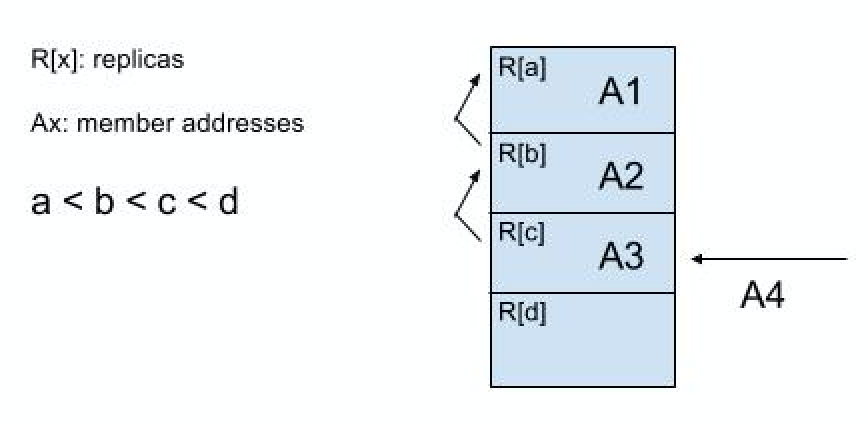 R[x]: replicas
Ax: member addresses
a < b < c < d
R[a]
A1
R[b]
A2
R[c]
A3
R[d]
A4